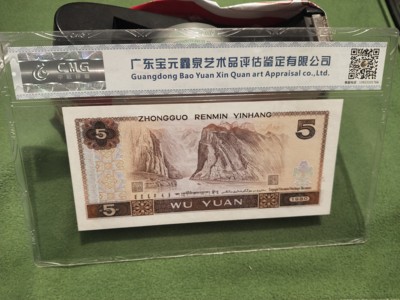 CMG
广东宝元鑫泉艺术品评估鉴定有限公司
Guangdong Bao Yuan Xin Quan art Appraisal co.,Ltd.
ZHONGGUO RENMIN YINHANG
5
5
WU YUAN
5
1980